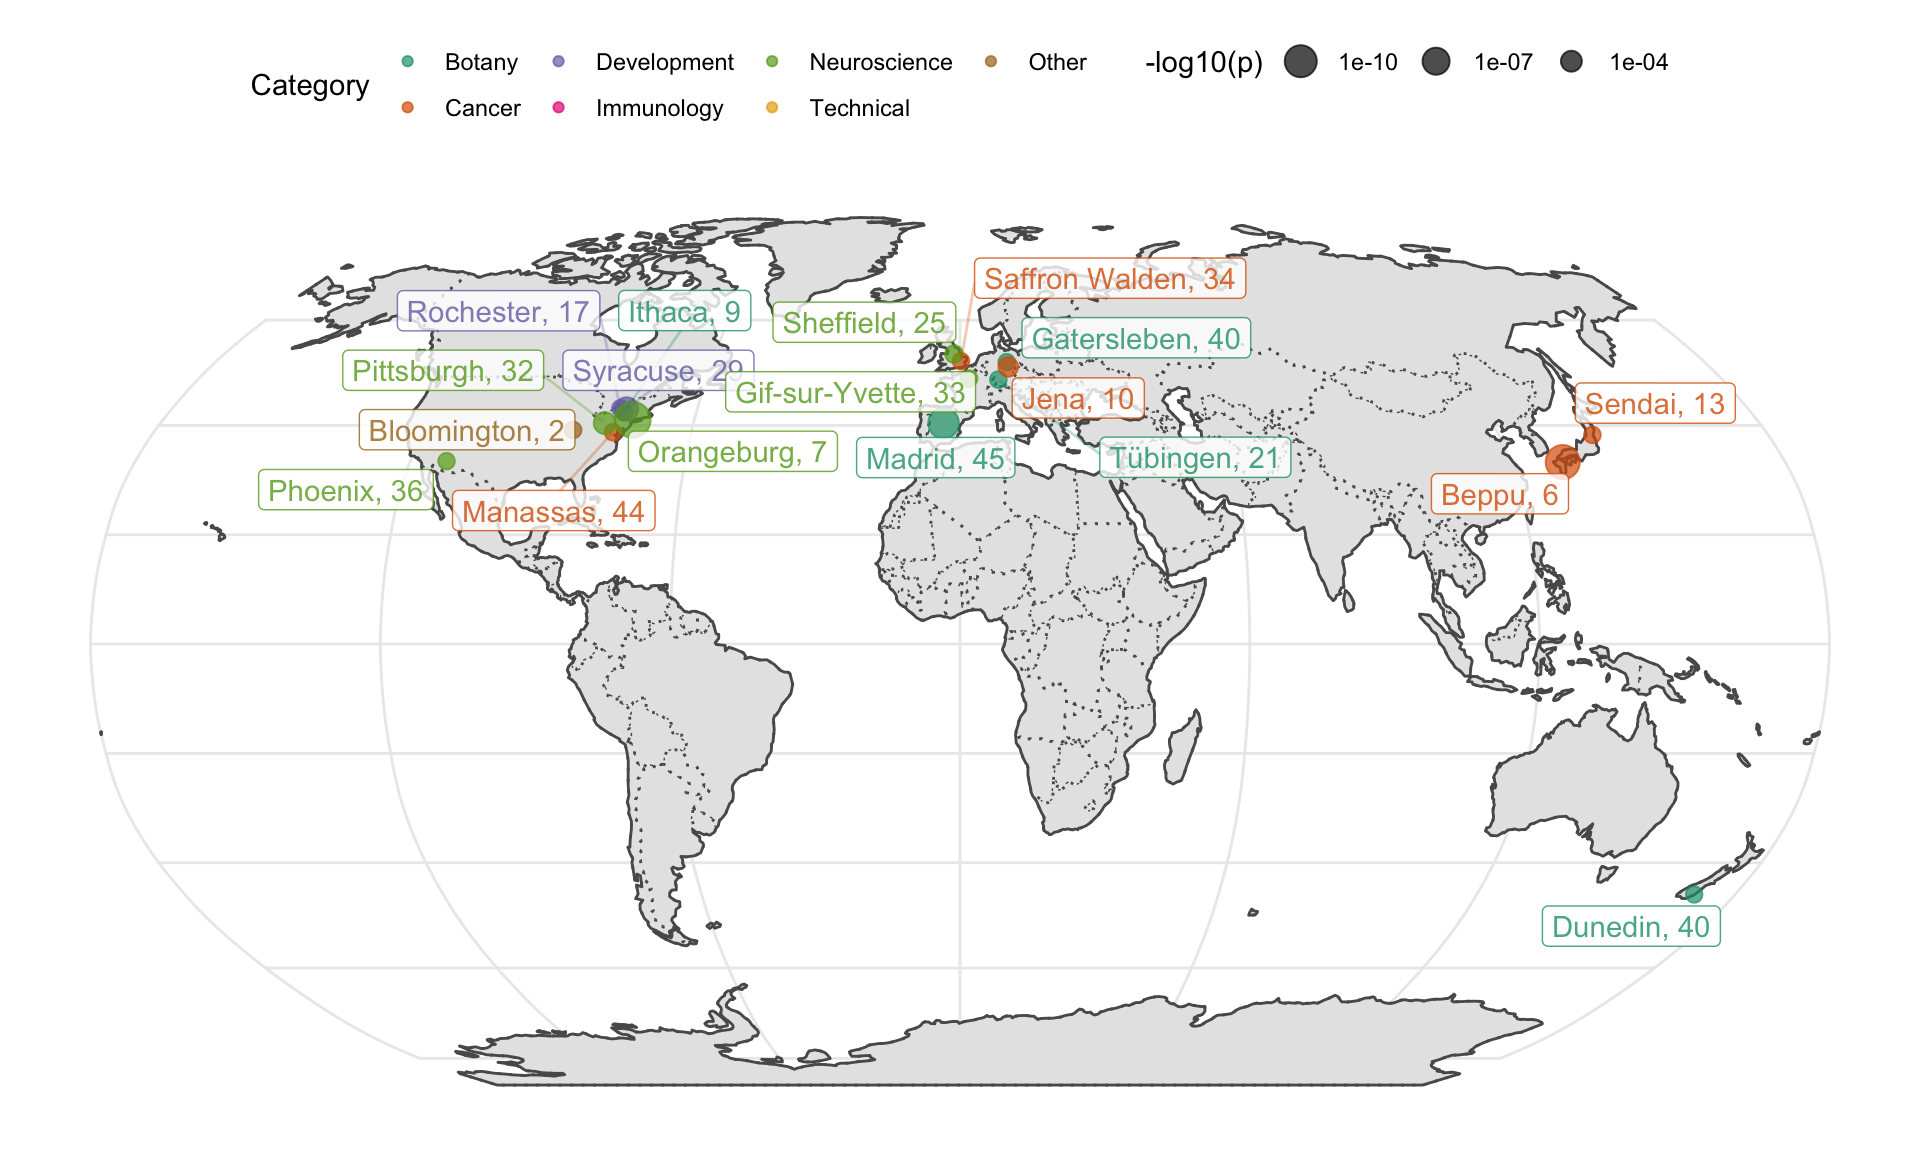 Category
Botany
Development
Neuroscience
Other
Cancer
Immunology
Technical
-log10(p)
1e-10
1e-07
1e-04
Saffron Walden, 34
Rochester, 17
Ithaca, 9
Sheffield, 25
Gatersleben, 40
Pittsburgh, 32
Syracuse, 29
Gif-sur-Yvette, 33
Jena, 10
Sendai, 13
Bloomington, 2
Orangeburg, 7
Madrid, 45
Tübingen, 21
Phoenix, 36
Manassas, 44
Beppu, 6
Dunedin, 40